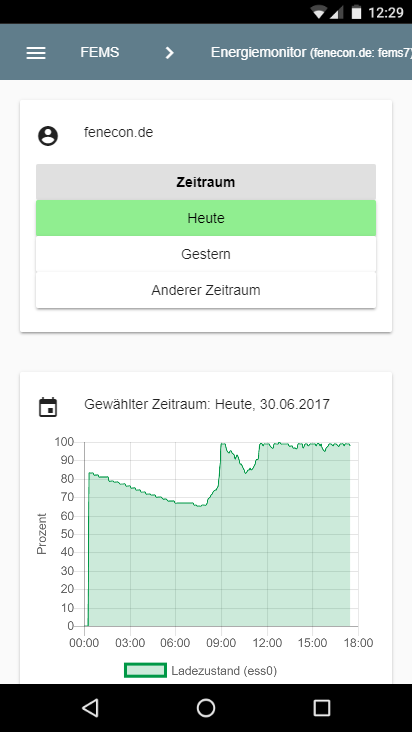 12:29
FEMS
Energiemonitor (fenecon.de: fems7)
fenecon.de
Zeitraum
Heute
Gestern
Anderer Zeitraum
Gewählter Zeitraum: Heute, 30.06.2017
100
90
80
70
60
50
40
30
20
10
0
Prozent
00:00 03:00 06:00 09:00 12:00 15:00 18:00
Ladezustand (ess0)